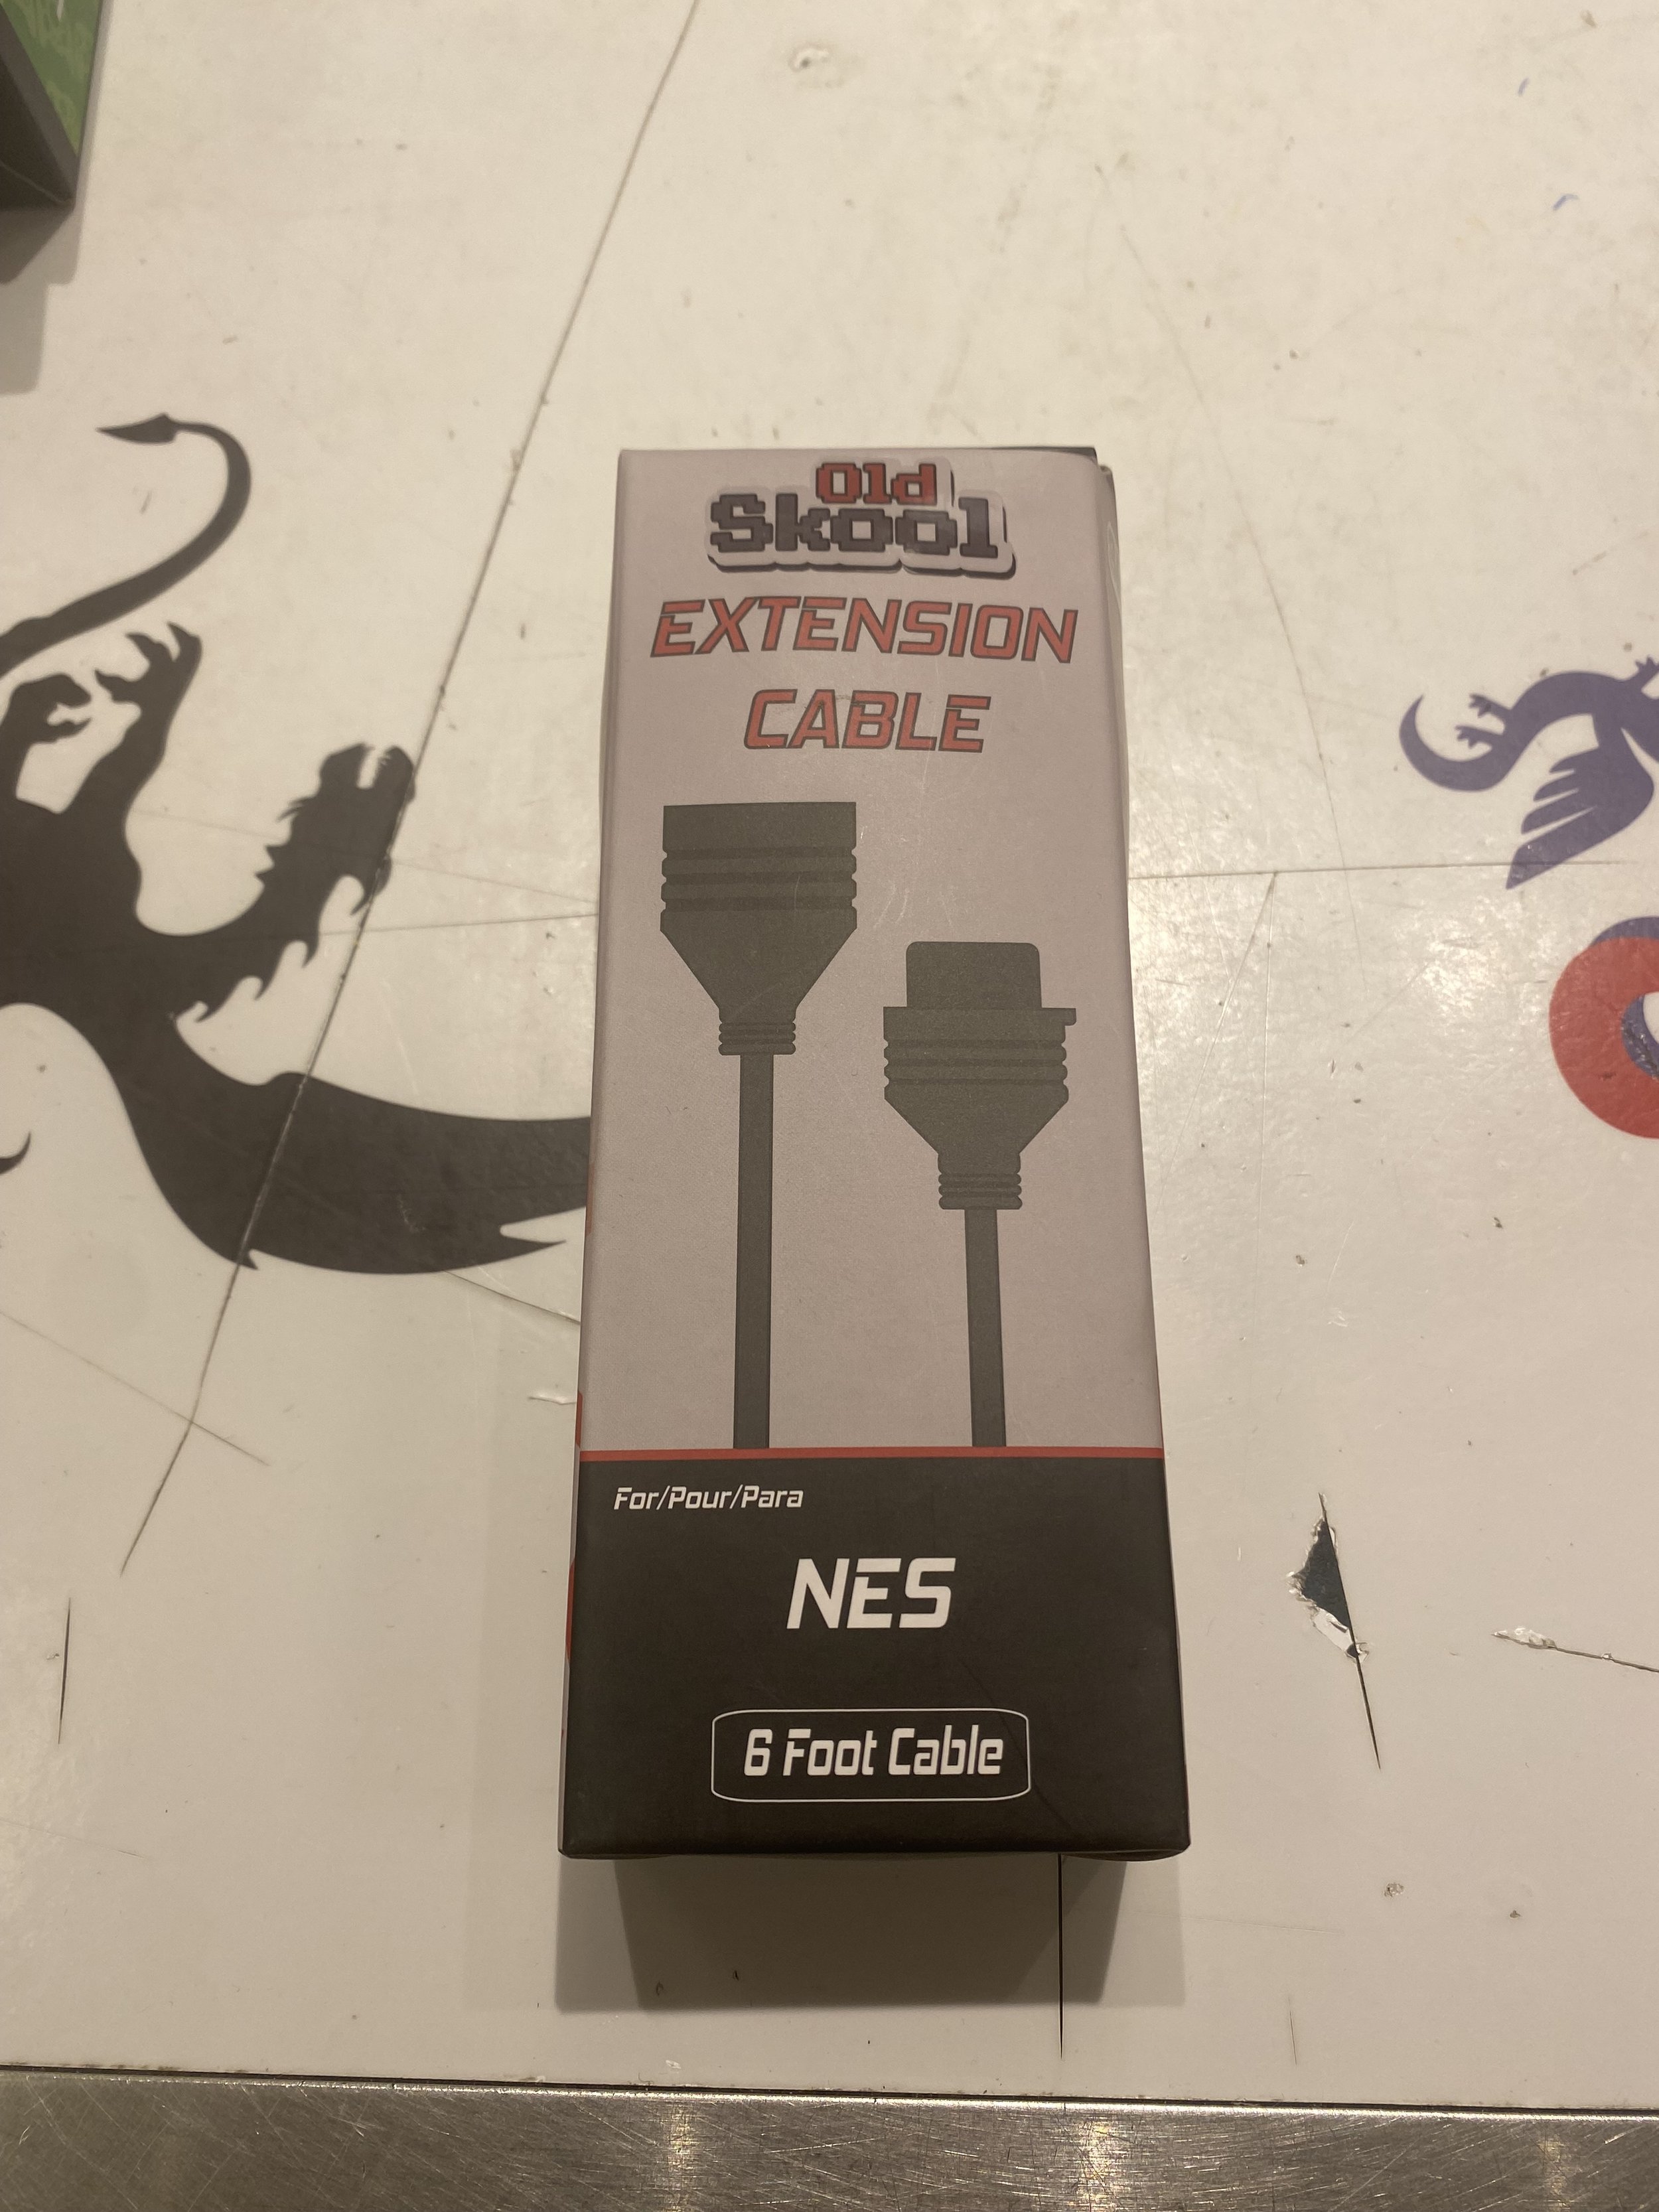 Old
Skool
EXTENSION
CABLE
For/Pour/Para
NES
6 Foot Cable